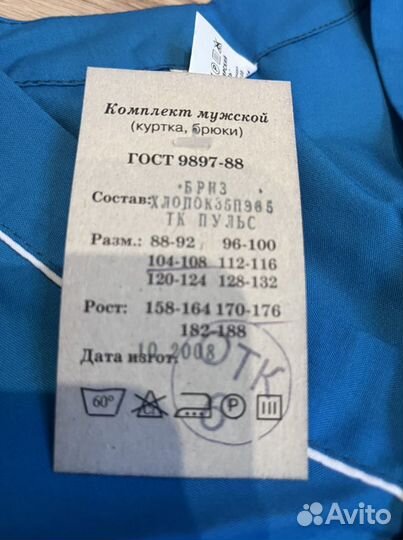 Комплект мужской
(куртка, брюки)
ГОСТ 9897-88
БРИЗ
Состав: ХЛОПОК35ПЭ65
ТК ПУЛЬС
Разм.: 88-92 96-100
104-108 112-116
120-124 128-132
Рост: 158-164 170-176
182-188
Дата изгот. 10.2008
ОТК
60° CL P
Avito